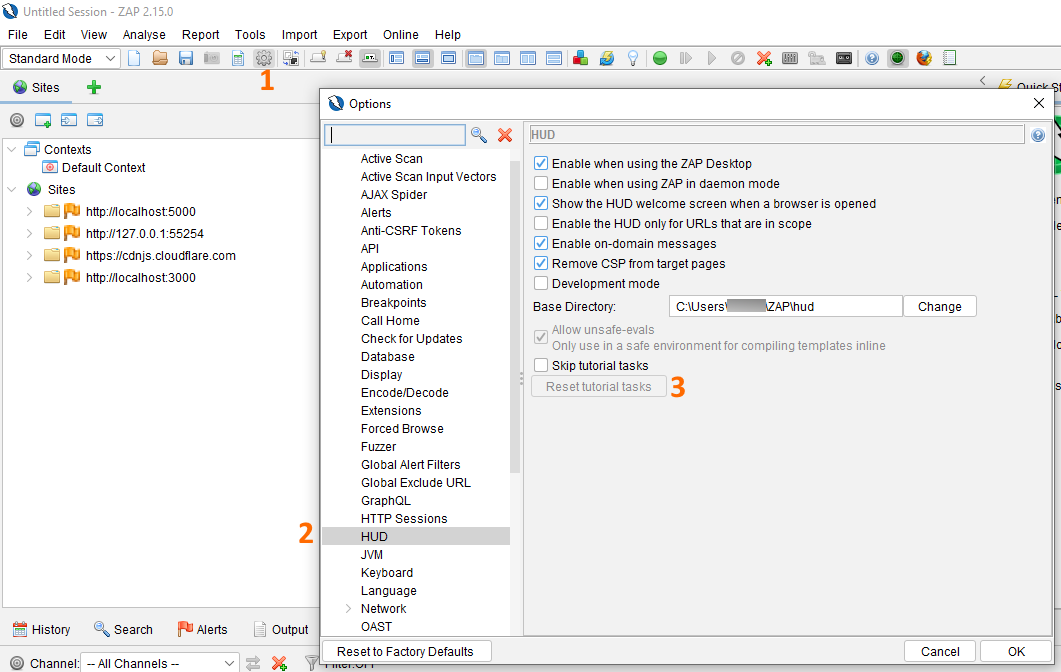 Untitled Session - ZAP 2.15.0
File Edit View Analyse Report Tools Import Export Online Help
Standard Mode
1
Sites
Quick St
Contexts
Default Context
Sites
http://localhost:5000
http://127.0.0.1:55254
https://cdnjs.cloudflare.com
http://localhost:3000
Options
Active Scan
Active Scan Input Vectors
AJAX Spider
Alerts
Anti-CSRF Tokens
API
Applications
Automation
Breakpoints
Call Home
Check for Updates
Database
Display
Encode/Decode
Extensions
Forced Browse
Fuzzer
Global Alert Filters
Global Exclude URL
GraphQL
HTTP Sessions
2
HUD
JVM
Keyboard
Language
Network
OAST
HUD
Enable when using the ZAP Desktop
Enable when using ZAP in daemon mode
Show the HUD welcome screen when a browser is opened
Enable the HUD only for URLs that are in scope
Enable on-domain messages
Remove CSP from target pages
Development mode
Base Directory: C:\Users\ \ZAP\hud Change
Allow unsafe-evals
Only use in a safe environment for compiling templates inline
Skip tutorial tasks
Reset tutorial tasks 3
Reset to Factory Defaults Cancel OK
History Search Alerts Output
Channel: -- All Channels -- Filter:OFF